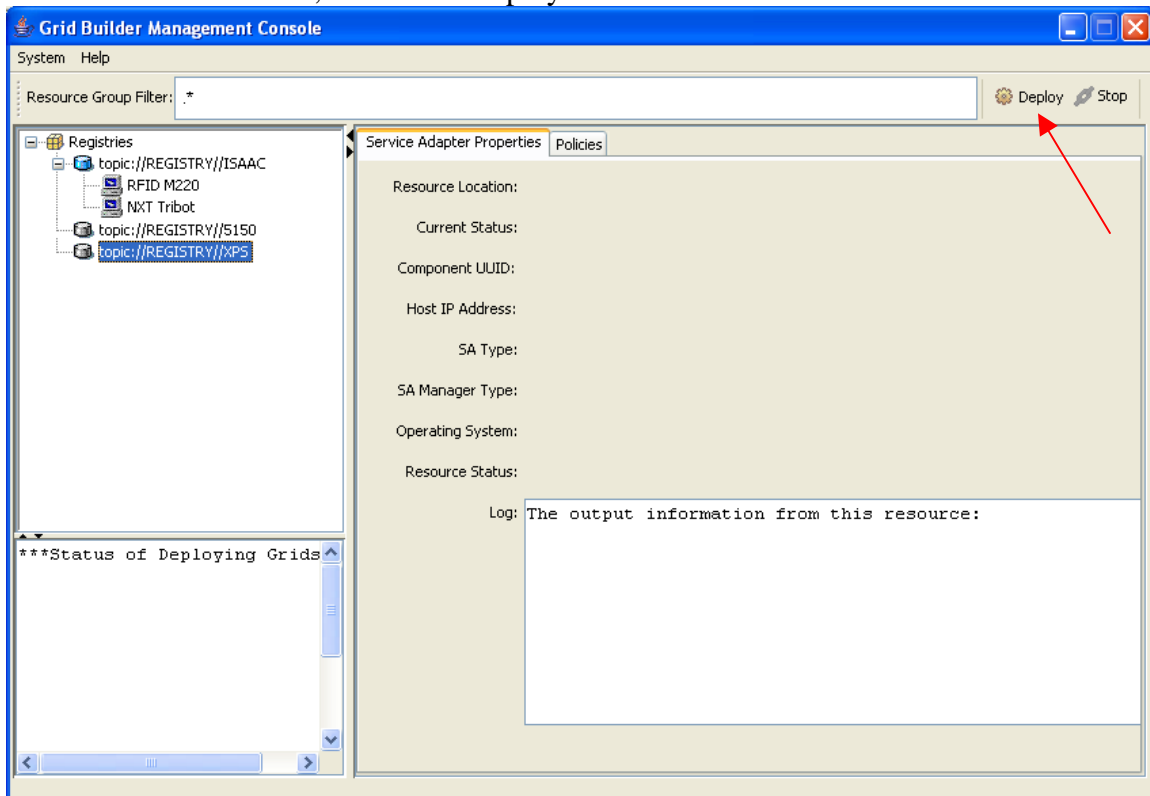 Grid Builder Management Console
System Help
Resource Group Filter: .*
Deploy Stop
Registries
topic://REGISTRY//ISAAC
RFID M220
NXT Tribot
topic://REGISTRY//5150
topic://REGISTRY//XPS
***Status of Deploying Grids
Service Adapter Properties Policies
Resource Location:
Current Status:
Component UUID:
Host IP Address:
SA Type:
SA Manager Type:
Operating System:
Resource Status:
Log: The output information from this resource: